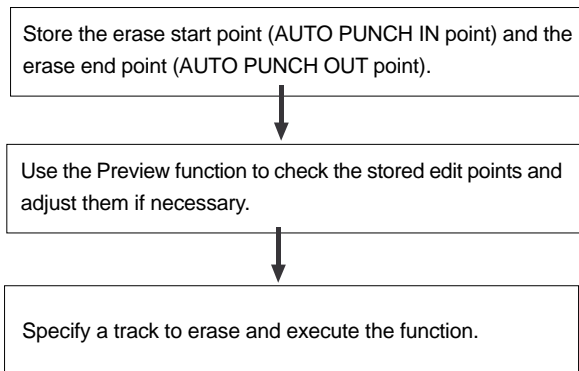 Store the erase start point (AUTO PUNCH IN point) and the
erase end point (AUTO PUNCH OUT point).
Use the Preview function to check the stored edit points and
adjust them if necessary.
Specify a track to erase and execute the function.